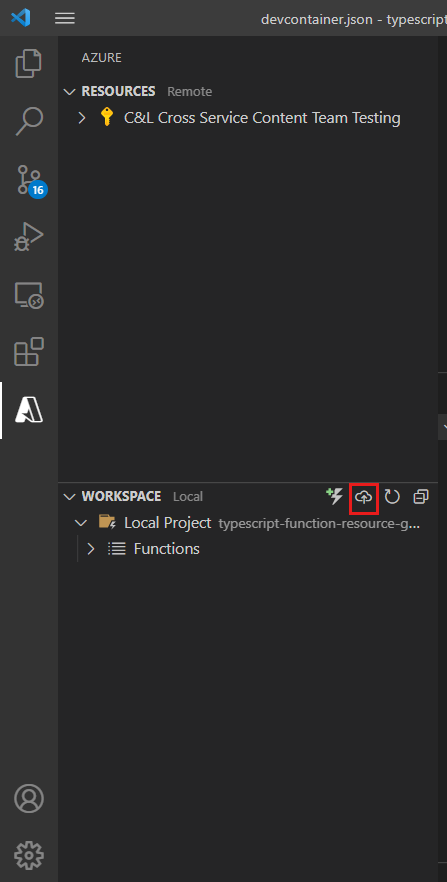 devcontainer.json - typescript
AZURE
RESOURCES Remote
C&L Cross Service Content Team Testing
16
WORKSPACE Local
Local Project typescript-function-resource-g...
Functions